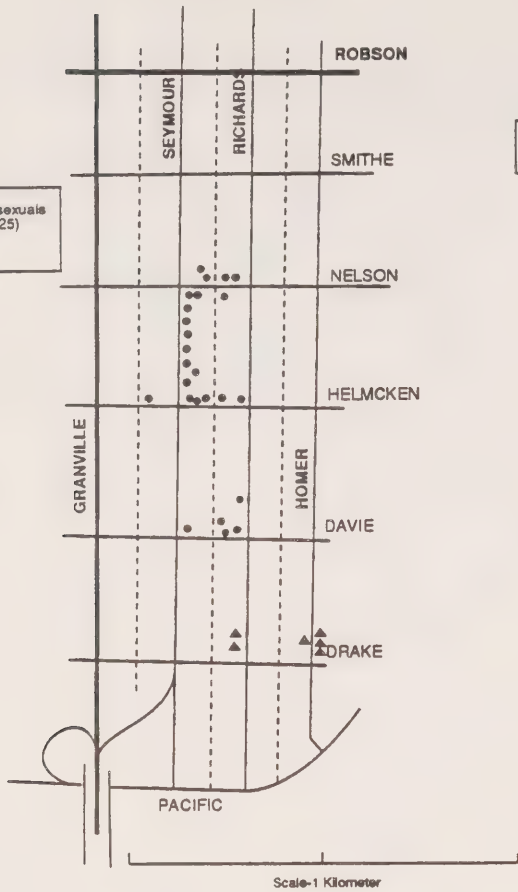 ROBSON
SEYMOUR
RICHARDS
SMITHE
sexuals
25)
NELSON
HELMCKEN
GRANVILLE
HOMER
DAVIE
DRAKE
PACIFIC
Scale-1 Kilometer